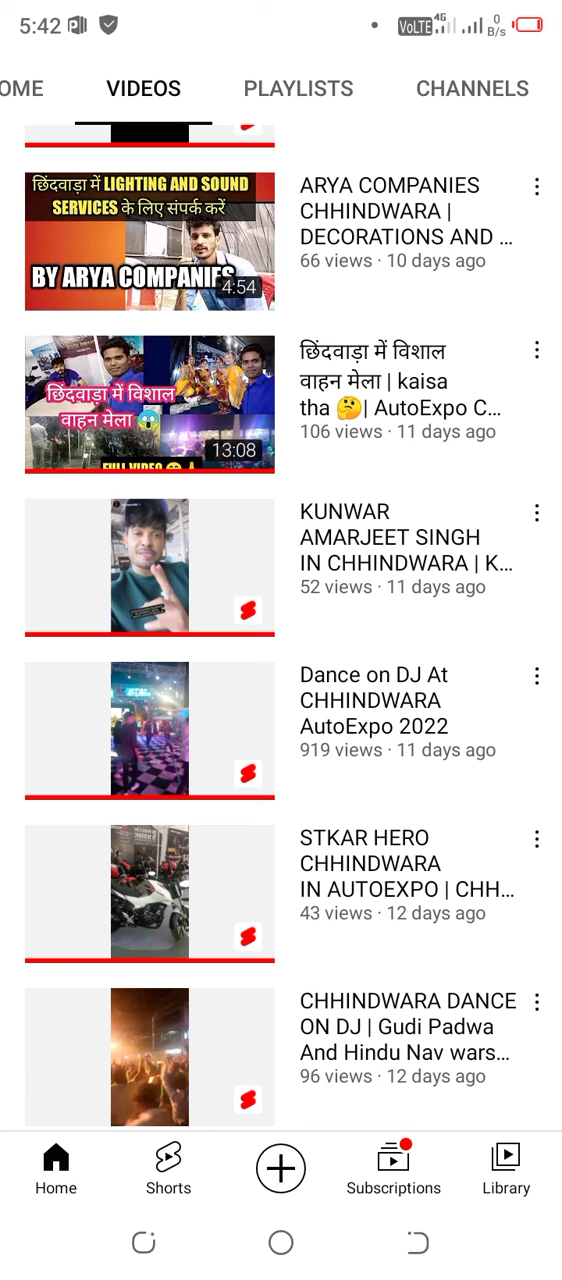 5:42
VoLTE 4G 0 B/s
OME VIDEOS PLAYLISTS CHANNELS
छिंदवाड़ा में LIGHTING AND SOUND
SERVICES के लिए संपर्क करें
BY ARYA COMPANIES
4:54
ARYA COMPANIES
CHHINDWARA |
DECORATIONS AND ...
66 views · 10 days ago
छिंदवाड़ा में विशाल
वाहन मेला 😱
FULL VIDEO
13:08
छिंदवाड़ा में विशाल
वाहन मेला | kaisa
tha 🤔| AutoExpo C...
106 views · 11 days ago
KUNWAR
AMARJEET SINGH
IN CHHINDWARA | K...
52 views · 11 days ago
Dance on DJ At
CHHINDWARA
AutoExpo 2022
919 views · 11 days ago
STKAR HERO
CHHINDWARA
IN AUTOEXPO | CHH...
43 views · 12 days ago
CHHINDWARA DANCE
ON DJ | Gudi Padwa
And Hindu Nav wars...
96 views · 12 days ago
Home Shorts Subscriptions Library